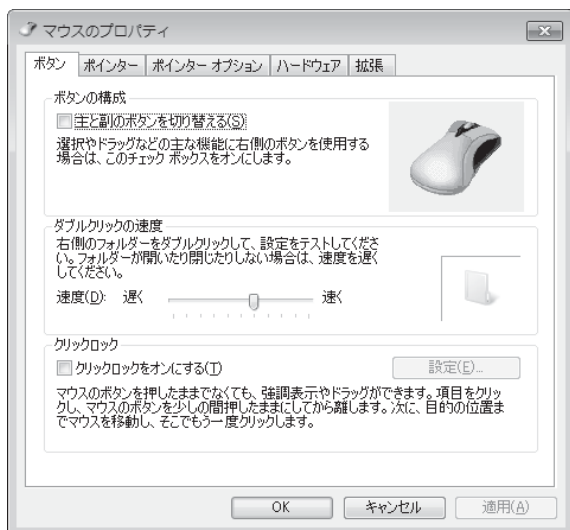 マウスのプロパティ
ボタン ポインター ポインター オプション ハードウェア 拡張
ボタンの構成
主と副のボタンを切り替える(S)
選択やドラッグなどの主な機能に右側のボタンを使用する
場合は、このチェック ボックスをオンにします。
ダブルクリックの速度
右側のフォルダーをダブルクリックして、設定をテストしてくださ
い。フォルダーが開いたり閉じたりしない場合は、速度を遅く
してください。
速度(D): 遅く 速く
クリックロック
クリックロックをオンにする(T) 設定(E)...
マウスのボタンを押したままでなくても、強調表示やドラッグができます。項目をクリッ
クし、マウスのボタンを少しの間押したままにしてから離します。次に、目的の位置ま
でマウスを移動し、そこでもう一度クリックします。
OK キャンセル 適用(A)